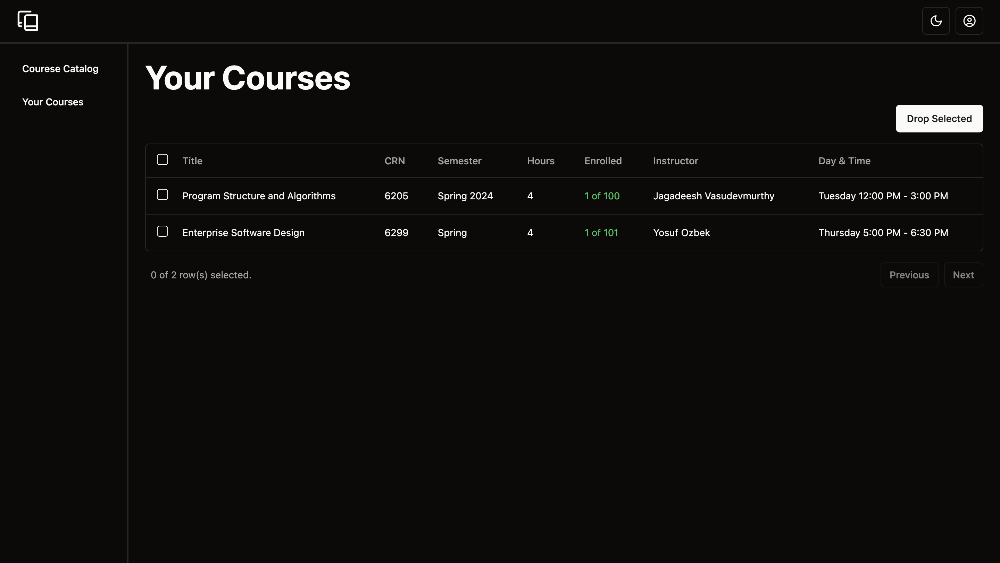 Courese Catalog
Your Courses
Your Courses
Drop Selected
Title CRN Semester Hours Enrolled Instructor Day & Time
Program Structure and Algorithms 6205 Spring 2024 4 1 of 100 Jagadeesh Vasudevmurthy Tuesday 12:00 PM - 3:00 PM
Enterprise Software Design 6299 Spring 4 1 of 101 Yosuf Ozbek Thursday 5:00 PM - 6:30 PM
0 of 2 row(s) selected.
Previous Next